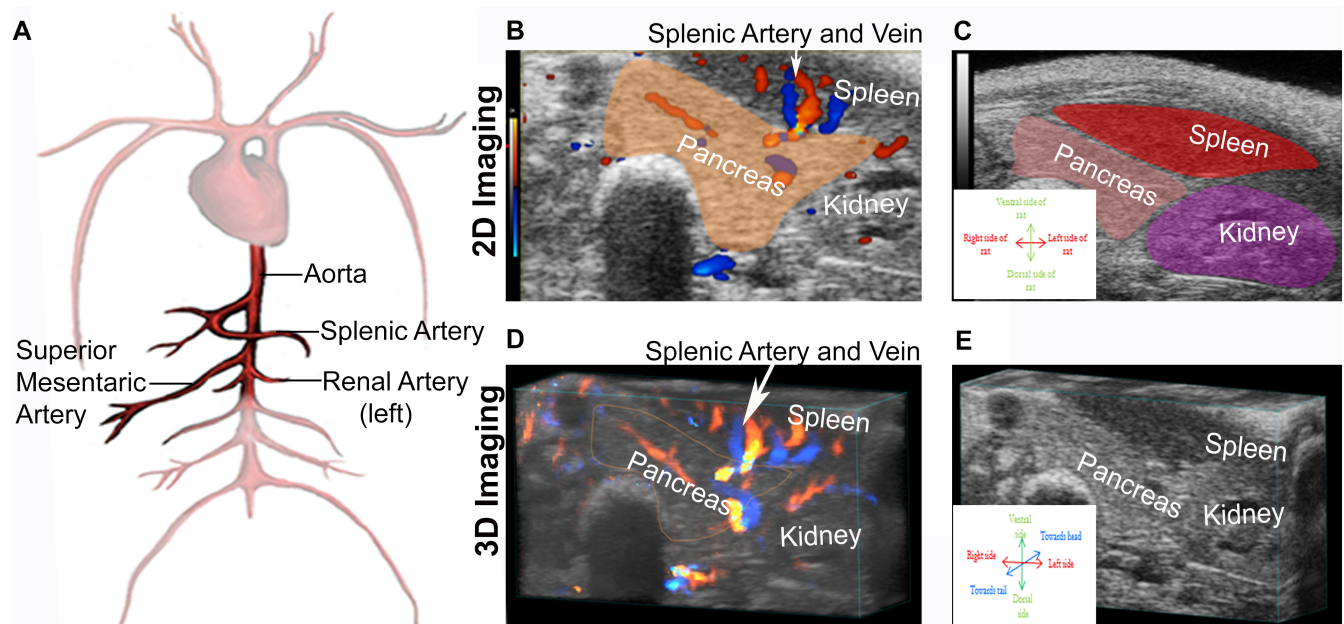 A
Aorta
Splenic Artery
Superior
Mesentaric
Artery
Renal Artery
(left)
2D Imaging
B
Splenic Artery and Vein
Spleen
Pancreas
Kidney
C
Spleen
Pancreas
Kidney
Ventral side of
rat
Right side of
rat
Left side of
rat
Dorsal side of
rat
3D Imaging
D
Splenic Artery and Vein
Spleen
Pancreas
Kidney
E
Spleen
Pancreas
Kidney
Ventral
side
Towards head
Right side
Left side
Towards tail
Dorsal
side